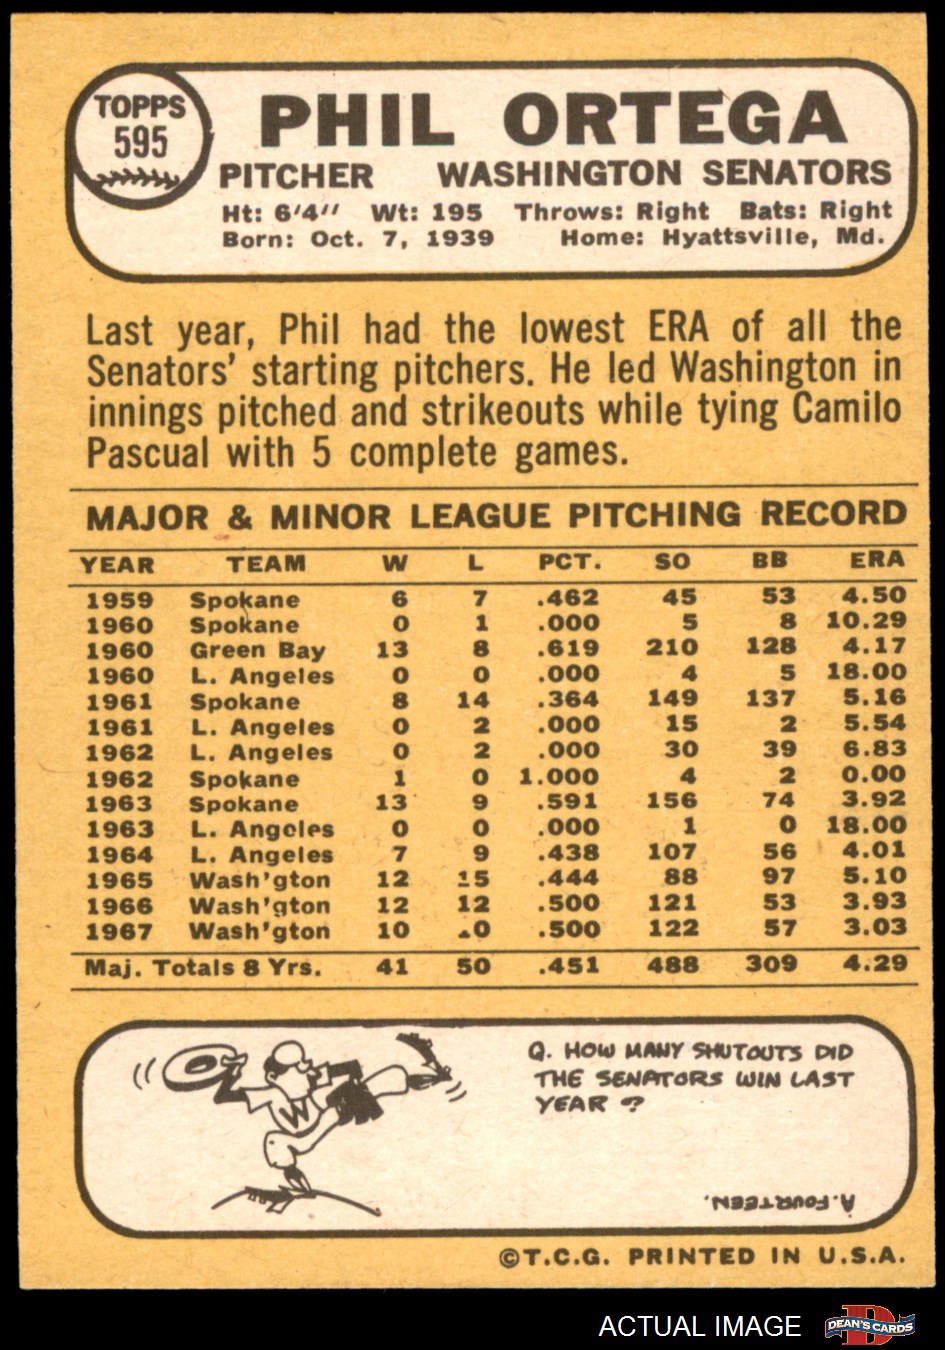 TOPPS
595
PHIL ORTEGA
PITCHER WASHINGTON SENATORS
Ht: 6'4" Wt: 195 Throws: Right Bats: Right
Born: Oct. 7, 1939 Home: Hyattsville, Md.
Last year, Phil had the lowest ERA of all the
Senators' starting pitchers. He led Washington in
innings pitched and strikeouts while tying Camilo
Pascual with 5 complete games.
MAJOR & MINOR LEAGUE PITCHING RECORD
YEAR TEAM W L PCT. SO BB ERA
1959 Spokane 6 7 .462 45 53 4.50
1960 Spokane 0 1 .000 5 8 10.29
1960 Green Bay 13 8 .619 210 128 4.17
1960 L. Angeles 0 0 .000 4 5 18.00
1961 Spokane 8 14 .364 149 137 5.16
1961 L. Angeles 0 2 .000 15 2 5.54
1962 L. Angeles 0 2 .000 30 39 6.83
1962 Spokane 1 0 1.000 4 2 0.00
1963 Spokane 13 9 .591 156 74 3.92
1963 L. Angeles 0 0 .000 1 0 18.00
1964 L. Angeles 7 9 .438 107 56 4.01
1965 Wash'gton 12 15 .444 88 97 5.10
1966 Wash'gton 12 12 .500 121 53 3.93
1967 Wash'gton 10 10 .500 122 57 3.03
Maj. Totals 8 Yrs. 41 50 .451 488 309 4.29
W
Q. HOW MANY SHUTOUTS DID
THE SENATORS WIN LAST
YEAR ?
A. FOURTEEN.
©T.C.G. PRINTED IN U.S.A.
ACTUAL IMAGE D DEAN'S CARDS